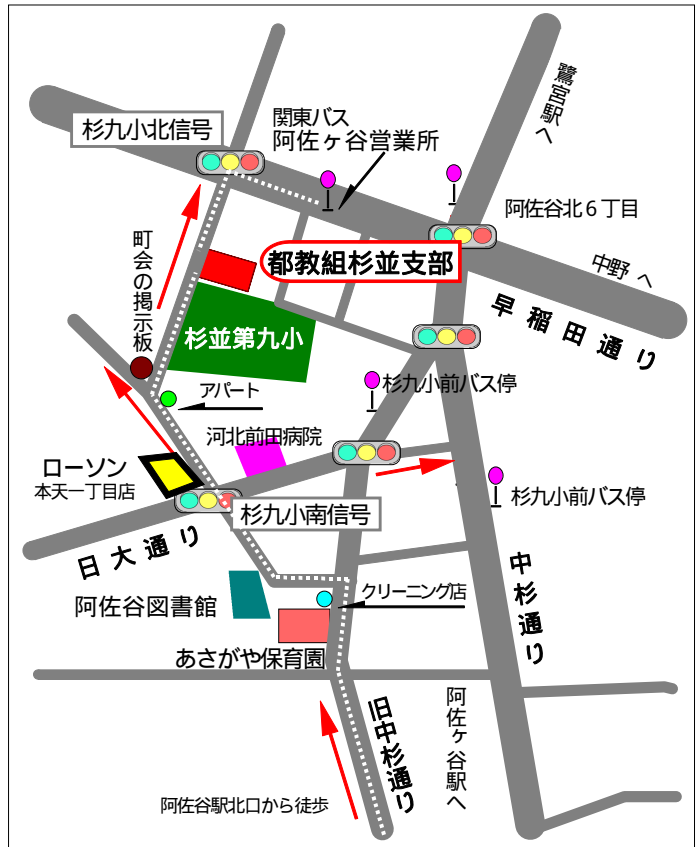 鷺宮駅へ
関東バス
阿佐ヶ谷営業所
杉九小北信号
阿佐谷北6丁目
町会の掲示板
都教組杉並支部
中野 へ
早稲田通り
杉並第九小
アパート
杉九小前バス停
河北前田病院
ローソン
本天一丁目店
杉九小南信号
杉九小前バス停
日大通り
中杉通り
阿佐谷図書館
クリーニング店
あさがや保育園
旧中杉通り
阿佐ヶ谷駅へ
阿佐谷駅北口から徒歩